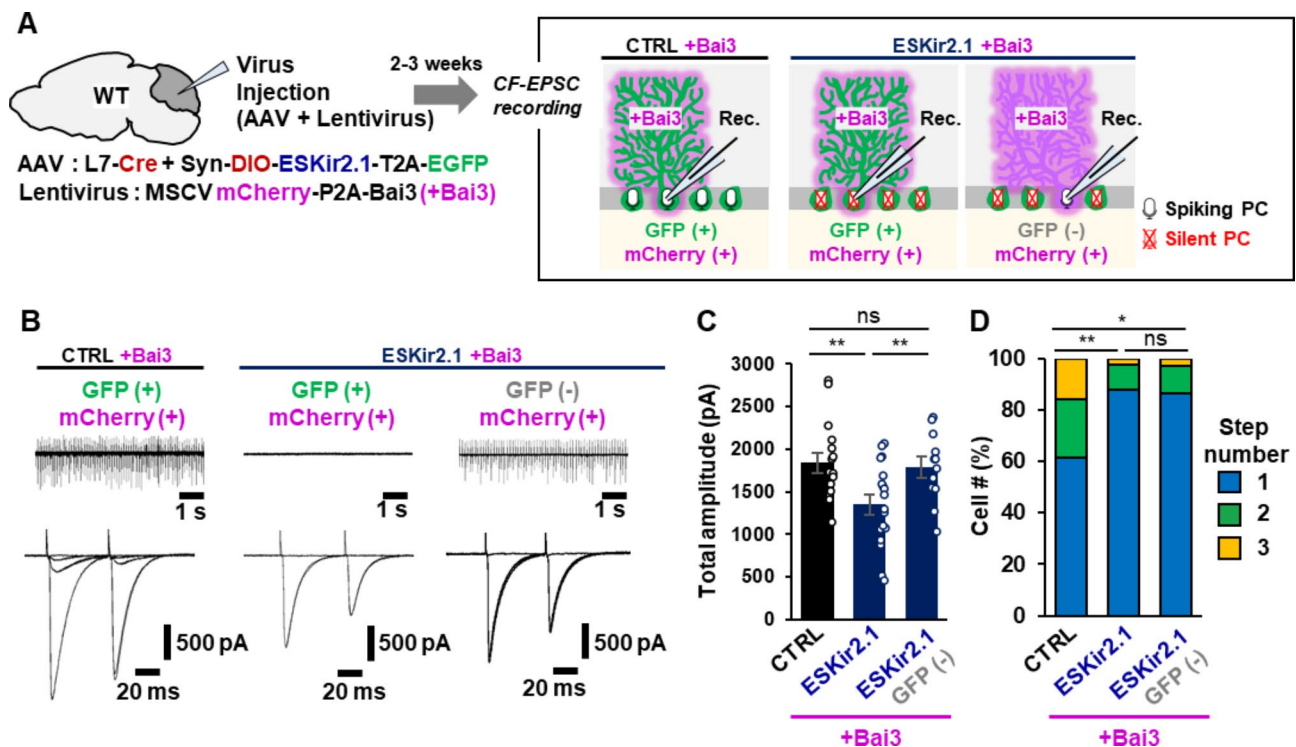 A
WT
Virus
Injection
(AAV + Lentivirus)
2-3 weeks
CF-EPSC
recording
AAV : L7-Cre + Syn-DIO-ESKir2.1-T2A-EGFP
Lentivirus : MSCV mCherry-P2A-Bai3 (+Bai3)
CTRL +Bai3
ESKir2.1 +Bai3
+Bai3
Rec.
+Bai3
Rec.
+Bai3
Rec.
GFP (+)
mCherry (+)
GFP (+)
mCherry (+)
GFP (-)
mCherry (+)
Spiking PC
Silent PC
B
CTRL +Bai3
ESKir2.1 +Bai3
GFP (+)
mCherry (+)
GFP (+)
mCherry (+)
GFP (-)
mCherry (+)
1 s
1 s
1 s
500 pA
20 ms
500 pA
20 ms
500 pA
20 ms
C
ns
**
**
Total amplitude (pA)
3000
2500
2000
1500
1000
500
0
CTRL
ESKir2.1
ESKir2.1
GFP (-)
+Bai3
D
*
**
ns
Cell # (%)
100
80
60
40
20
0
CTRL
ESKir2.1
ESKir2.1
GFP (-)
+Bai3
Step
number
1
2
3